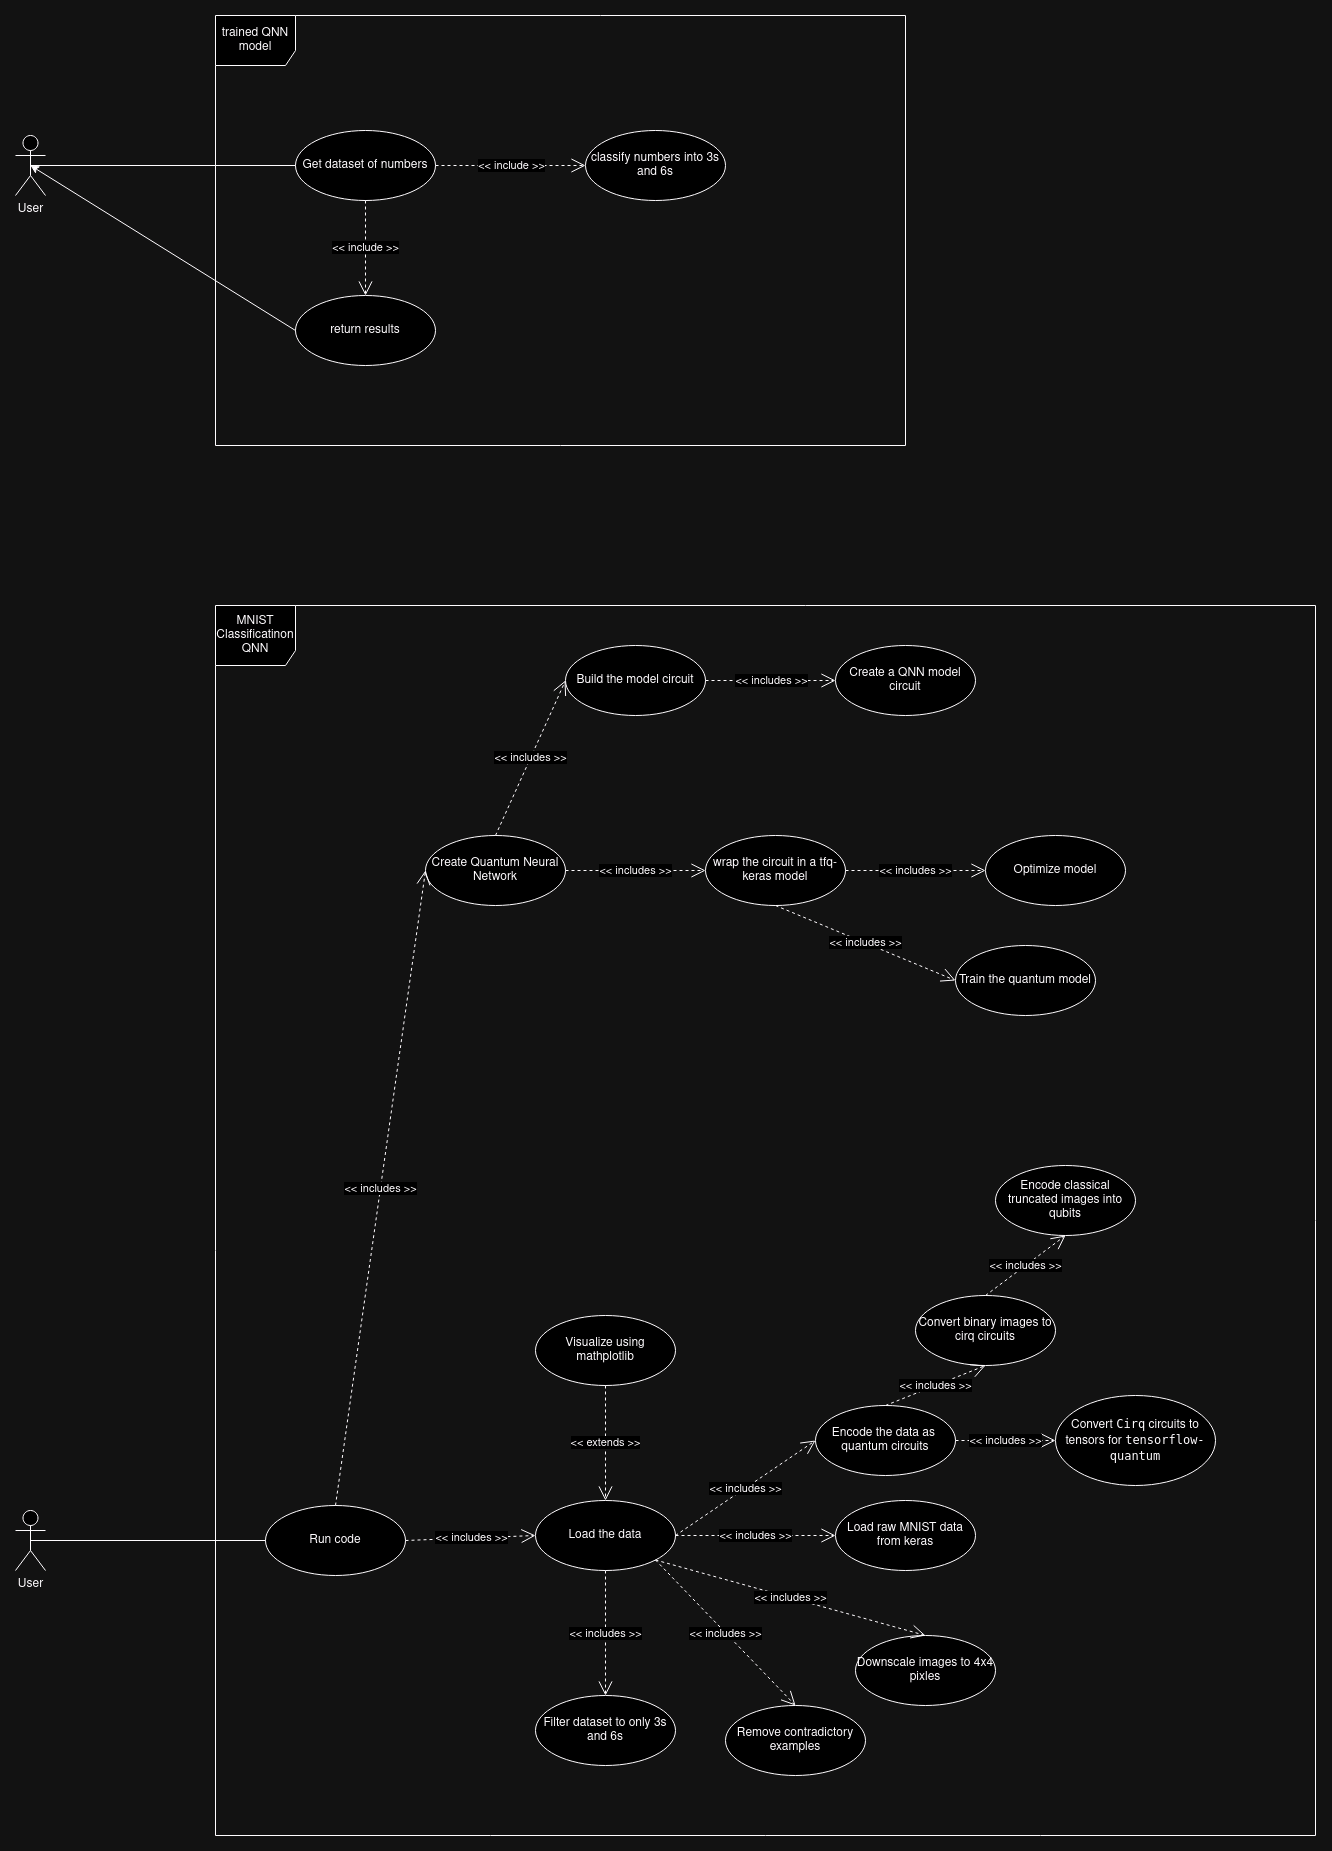 trained QNN
model
Get dataset of numbers
<< include >>
classify numbers into 3s
and 6s
User
<< include >>
return results
MNIST
Classificatinon
QNN
Build the model circuit
<< includes >>
Create a QNN model
circuit
<< includes >>
Create Quantum Neural
Network
<< includes >>
wrap the circuit in a tfq-
keras model
<< includes >>
Optimize model
<< includes >>
Train the quantum model
<< includes >>
Encode classical
truncated images into
qubits
<< includes >>
Convert binary images to
cirq circuits
Visualize using
mathplotlib
<< includes >>
<< extends >>
Encode the data as
quantum circuits
<< includes >>
Convert Cirq circuits to
tensors for tensorflow-
quantum
<< includes >>
User
Run code
<< includes >>
Load the data
<< includes >>
Load raw MNIST data
from keras
<< includes >>
<< includes >>
<< includes >>
Downscale images to 4x4
pixles
Filter dataset to only 3s
and 6s
Remove contradictory
examples